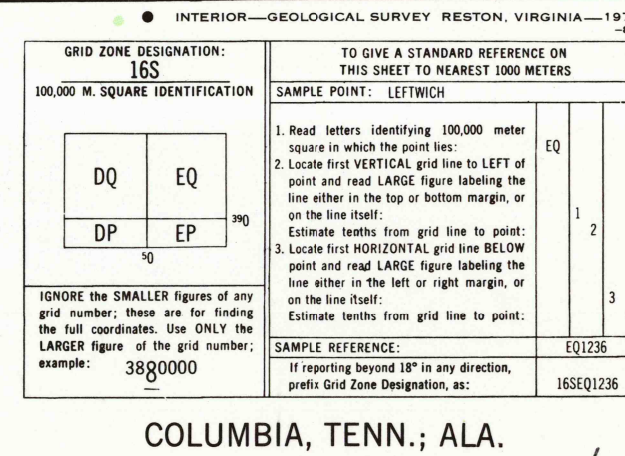 INTERIOR—GEOLOGICAL SURVEY RESTON, VIRGINIA—197
GRID ZONE DESIGNATION:
16S
100,000 M. SQUARE IDENTIFICATION
DQ EQ
DP EP
390
50
IGNORE the SMALLER figures of any
grid number; these are for finding
the full coordinates. Use ONLY the
LARGER figure of the grid number;
example: 3880000
TO GIVE A STANDARD REFERENCE ON
THIS SHEET TO NEAREST 1000 METERS
SAMPLE POINT: LEFTWICH
1. Read letters identifying 100,000 meter
square in which the point lies: EQ
2. Locate first VERTICAL grid line to LEFT of
point and read LARGE figure labeling the
line either in the top or bottom margin, or
on the line itself: 1
Estimate tenths from grid line to point: 2
3. Locate first HORIZONTAL grid line BELOW
point and read LARGE figure labeling the
line either in the left or right margin, or
on the line itself: 3
Estimate tenths from grid line to point:
SAMPLE REFERENCE: EQ1236
If reporting beyond 18° in any direction,
prefix Grid Zone Designation, as: 16SEQ1236
COLUMBIA, TENN.; ALA.